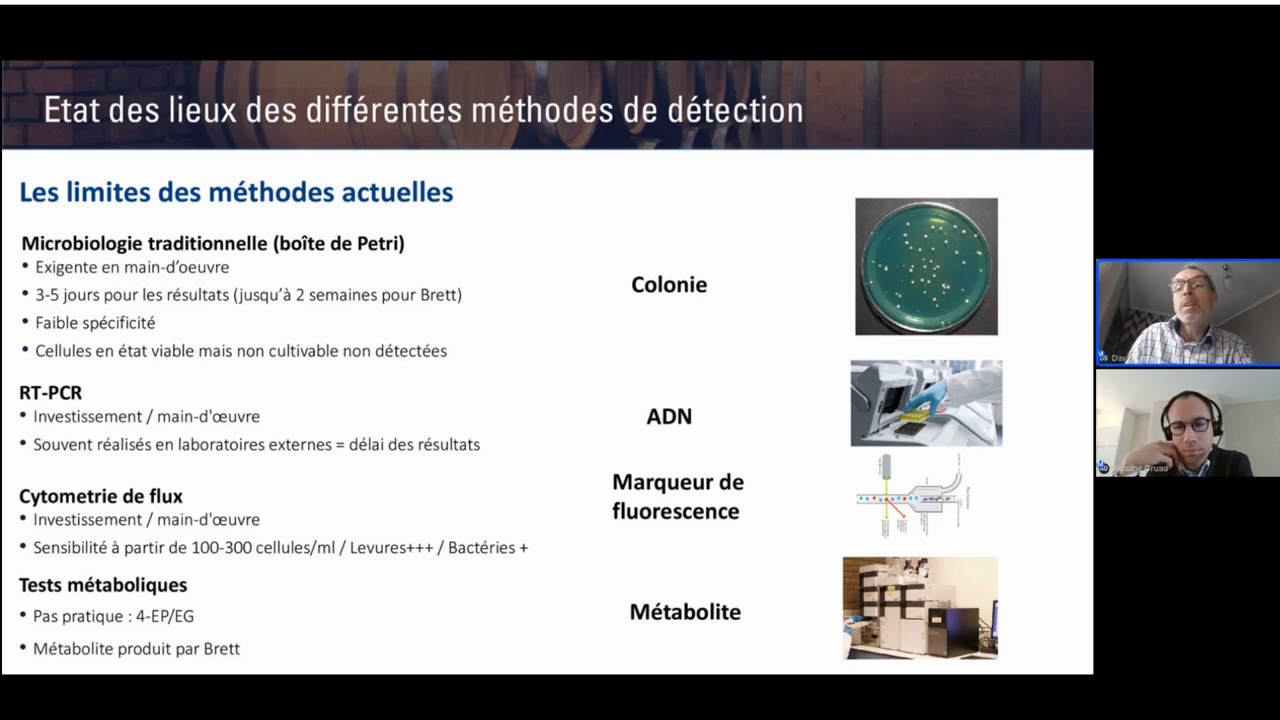 Etat des lieux des différentes méthodes de détection
Les limites des méthodes actuelles
Microbiologie traditionnelle (boîte de Petri)
• Exigente en main-d'oeuvre
• 3-5 jours pour les résultats (jusqu'à 2 semaines pour Brett)
• Faible spécificité
• Cellules en état viable mais non cultivable non détectées
Colonie
RT-PCR
• Investissement / main-d'œuvre
• Souvent réalisés en laboratoires externes = délai des résultats
ADN
Cytometrie de flux
• Investissement / main-d'œuvre
• Sensibilité à partir de 100-300 cellules/ml / Levures+++ / Bactéries +
Marqueur de
fluorescence
Tests métaboliques
• Pas pratique : 4-EP/EG
• Métabolite produit par Brett
Métabolite
Antoine Gruau